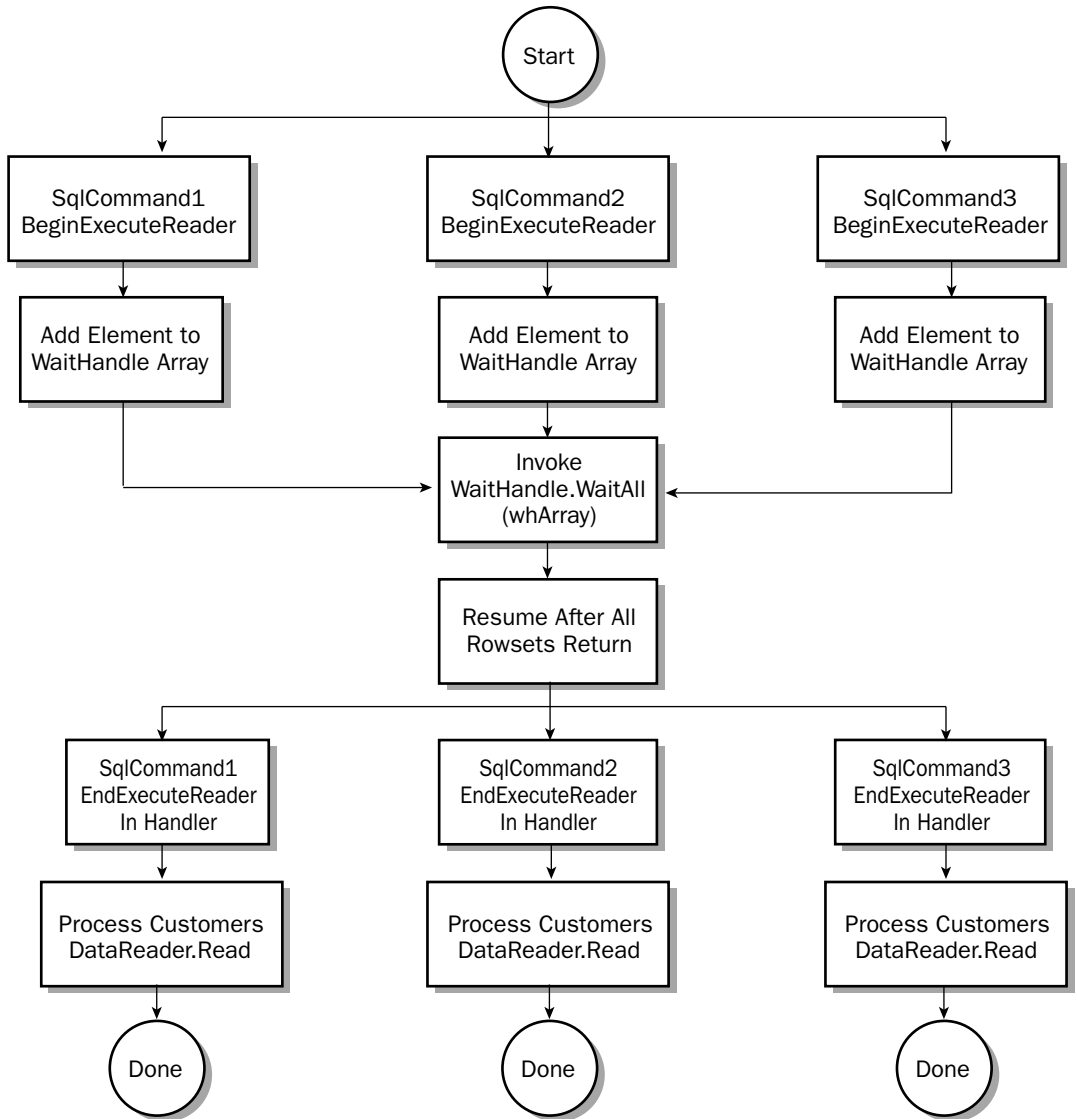 Start
SqlCommand1
BeginExecuteReader
SqlCommand2
BeginExecuteReader
SqlCommand3
BeginExecuteReader
Add Element to
WaitHandle Array
Add Element to
WaitHandle Array
Add Element to
WaitHandle Array
Invoke
WaitHandle.WaitAll
(whArray)
Resume After All
Rowsets Return
SqlCommand1
EndExecuteReader
In Handler
SqlCommand2
EndExecuteReader
In Handler
SqlCommand3
EndExecuteReader
In Handler
Process Customers
DataReader.Read
Process Customers
DataReader.Read
Process Customers
DataReader.Read
Done
Done
Done